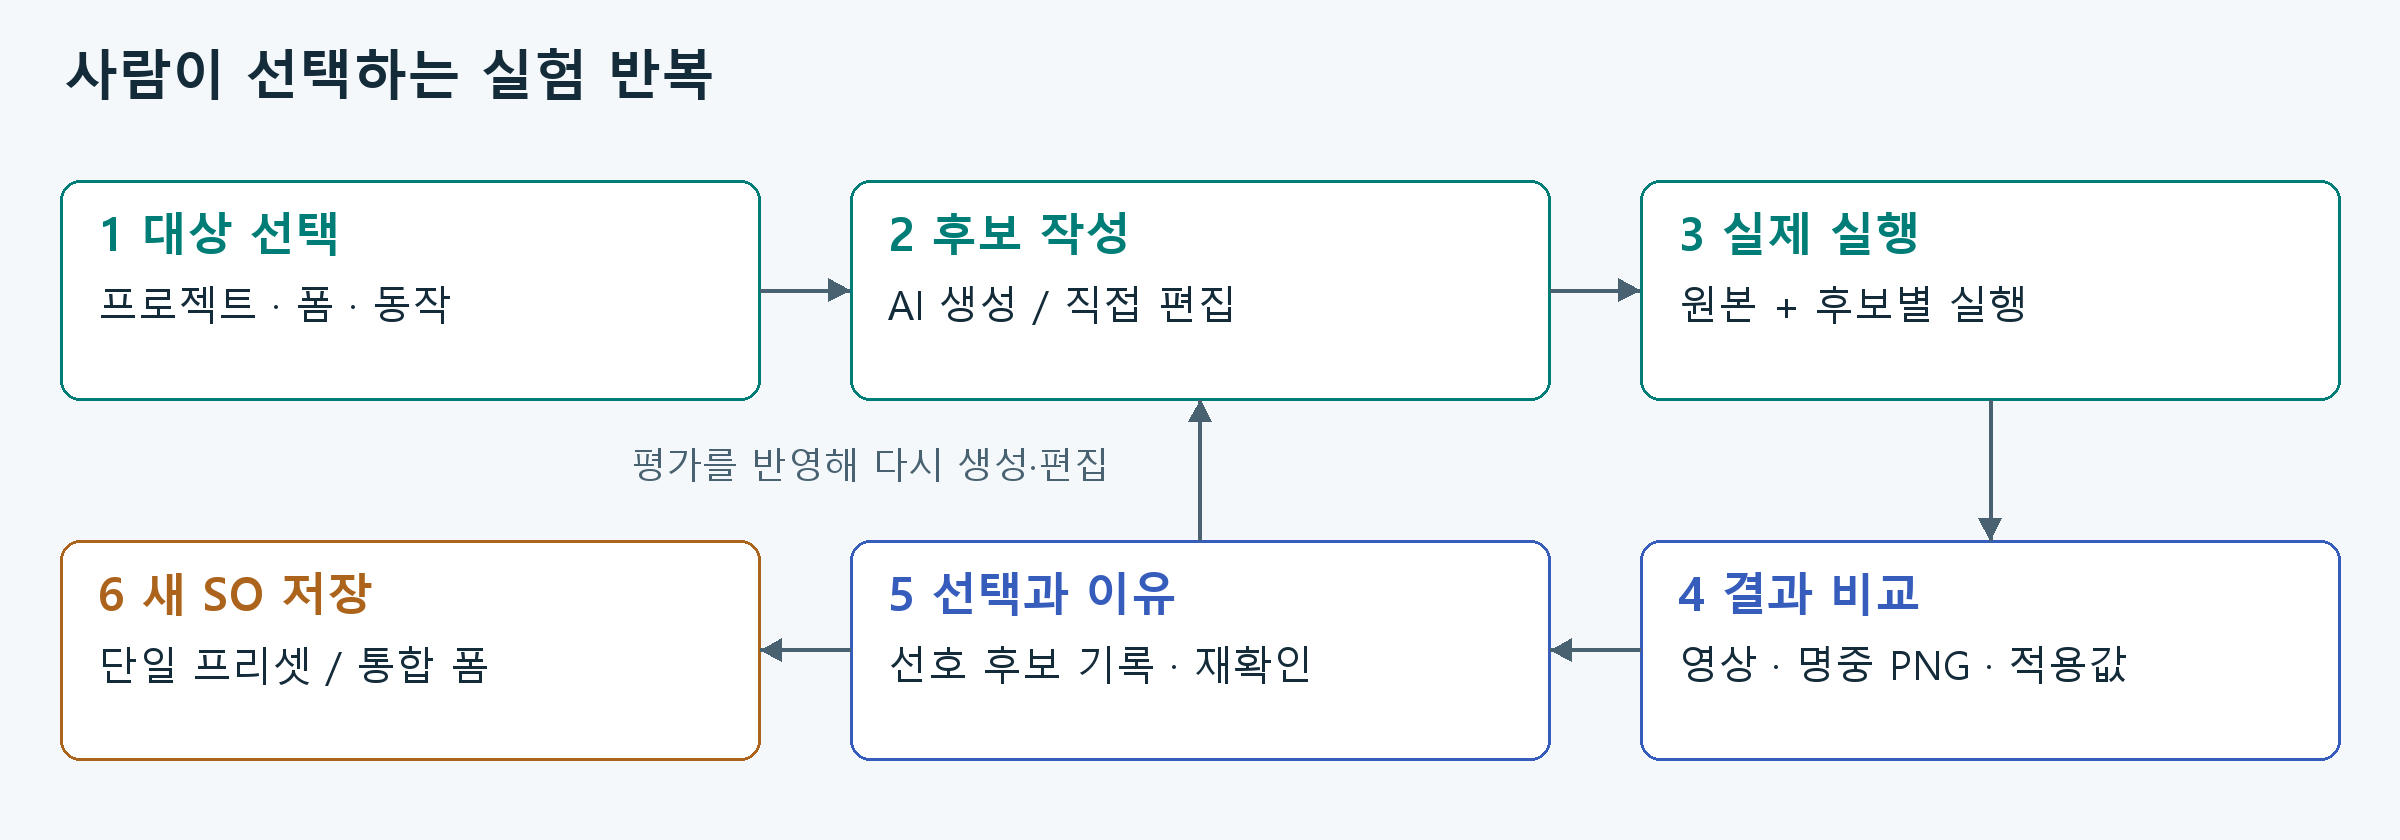 사람이 선택하는 실험 반복
1 대상 선택
프로젝트 · 폼 · 동작
2 후보 작성
AI 생성 / 직접 편집
3 실제 실행
원본 + 후보별 실행
평가를 반영해 다시 생성·편집
6 새 SO 저장
단일 프리셋 / 통합 폼
5 선택과 이유
선호 후보 기록 · 재확인
4 결과 비교
영상 · 명중 PNG · 적용값